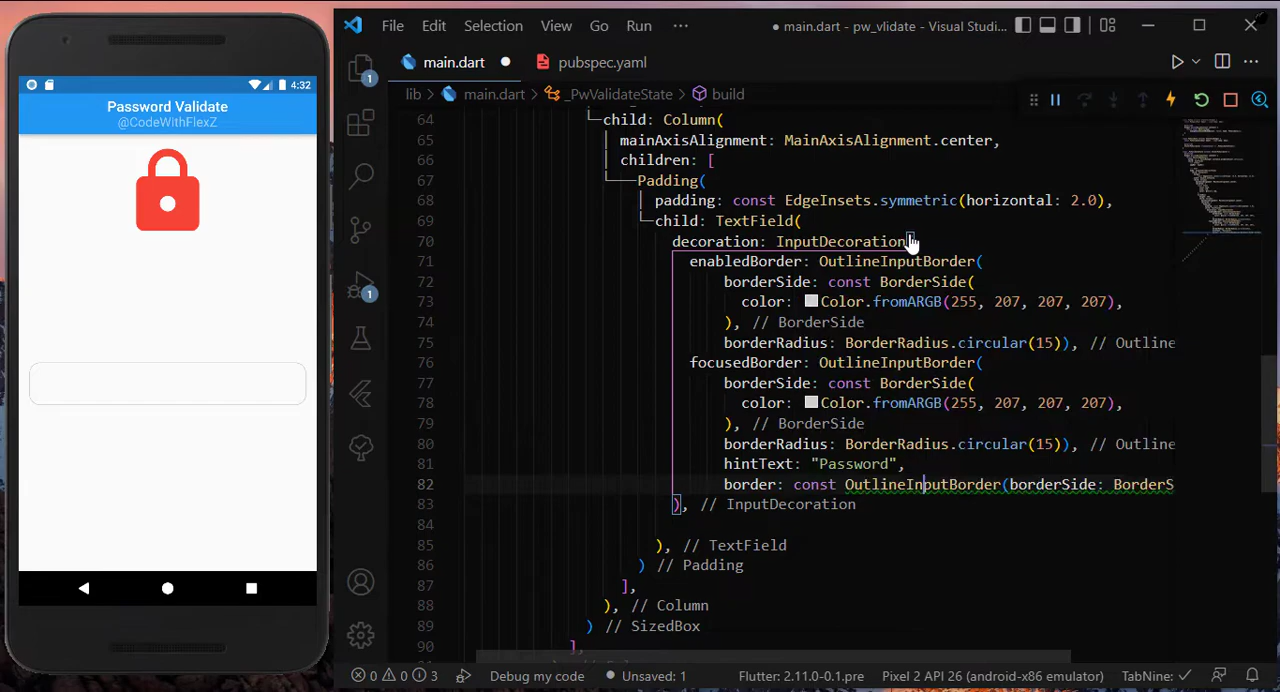 4:32
Password Validate
@CodeWithFlexZ
File Edit Selection View Go Run ···
● main.dart - pw_vlidate - Visual Studio...
main.dart ●
pubspec.yaml
1
lib > main.dart > _PwValidateState > build
64 child: Column(
65 mainAxisAlignment: MainAxisAlignment.center,
66 children: [
67 Padding(
68 padding: const EdgeInsets.symmetric(horizontal: 2.0),
69 child: TextField(
70 decoration: InputDecoration(
71 enabledBorder: OutlineInputBorder(
72 borderSide: const BorderSide(
73 color: Color.fromARGB(255, 207, 207, 207),
74 ), // BorderSide
75 borderRadius: BorderRadius.circular(15)), // Outline
76 focusedBorder: OutlineInputBorder(
77 borderSide: const BorderSide(
78 color: Color.fromARGB(255, 207, 207, 207),
79 ), // BorderSide
80 borderRadius: BorderRadius.circular(15)), // Outline
81 hintText: "Password",
82 border: const OutlineInputBorder(borderSide: BorderS
83 ), // InputDecoration
84
85 ), // TextField
86 ) // Padding
87 ],
88 ), // Column
89 ) // SizedBox
90 ],
1
0 0 3 Debug my code ● Unsaved: 1 Flutter: 2.11.0-0.1.pre Pixel 2 API 26 (android-x86 emulator) TabNine: ✓